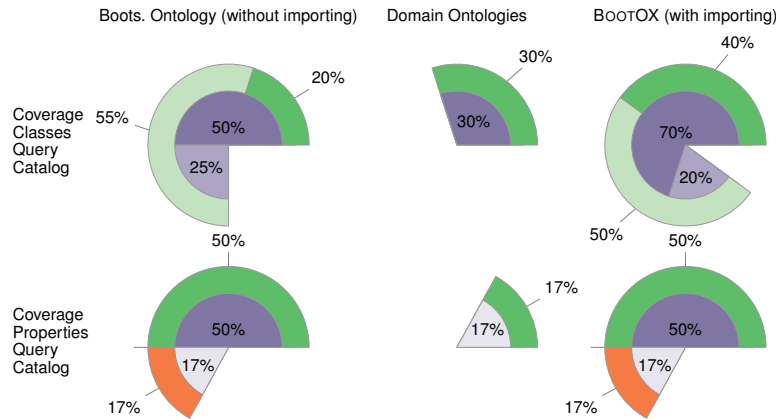 Boots. Ontology (without importing)
Domain Ontologies
BOOTOX (with importing)
20%
55%
50%
25%
30%
30%
40%
70%
20%
50%
Coverage
Classes
Query
Catalog
50%
50%
17%
17%
17%
17%
50%
50%
17%
17%
Coverage
Properties
Query
Catalog